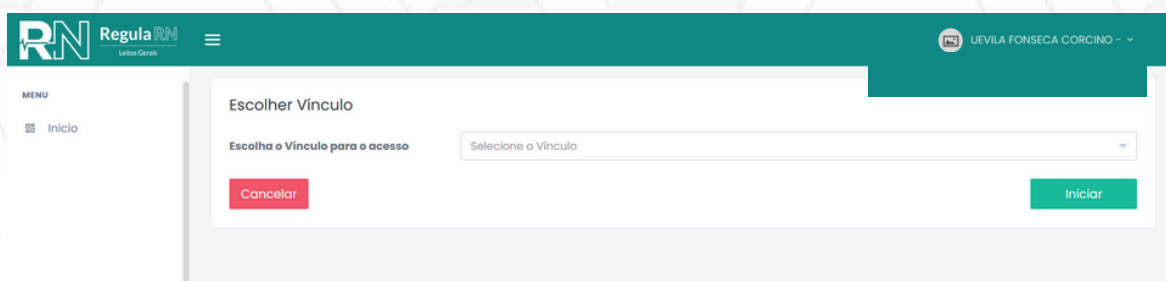 RN Regula RN
Leitos Gerais
UEVILA FONSECA CORCINO -
MENU
Início
Escolher Vínculo
Escolha o Vínculo para o acesso
Selecione o Vínculo
Cancelar
Iniciar